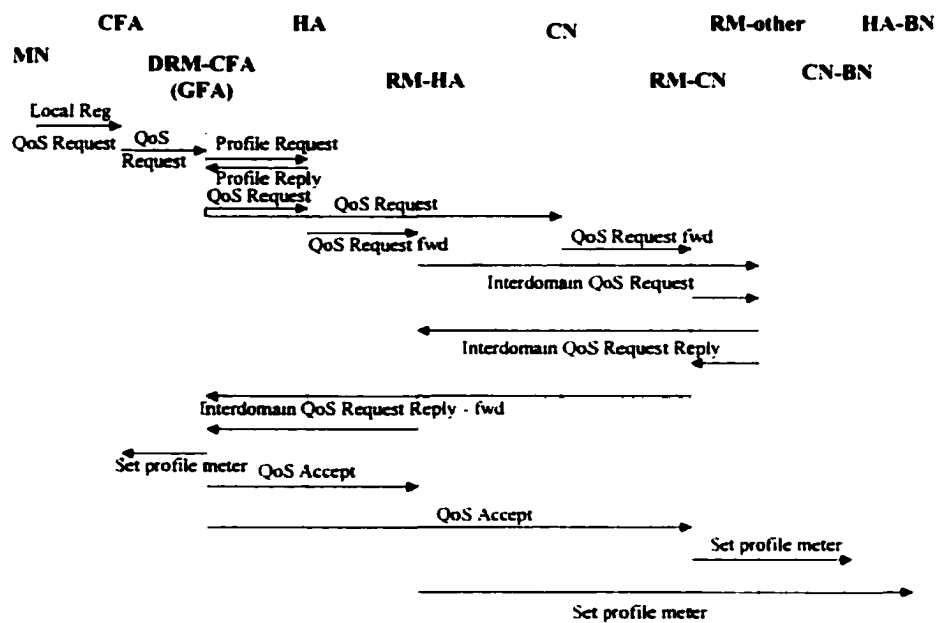 CFA HA CN RM-other HA-BN
MN DRM-CFA RM-HA RM-CN CN-BN
(GFA)
Local Reg
QoS Request QoS
Request
Profile Request
Profile Reply
QoS Request
QoS Request
QoS Request fwd
QoS Request fwd
Interdomain QoS Request
Interdomain QoS Request Reply
Interdomain QoS Request Reply - fwd
Set profile meter
QoS Accept
QoS Accept
Set profile meter
Set profile meter